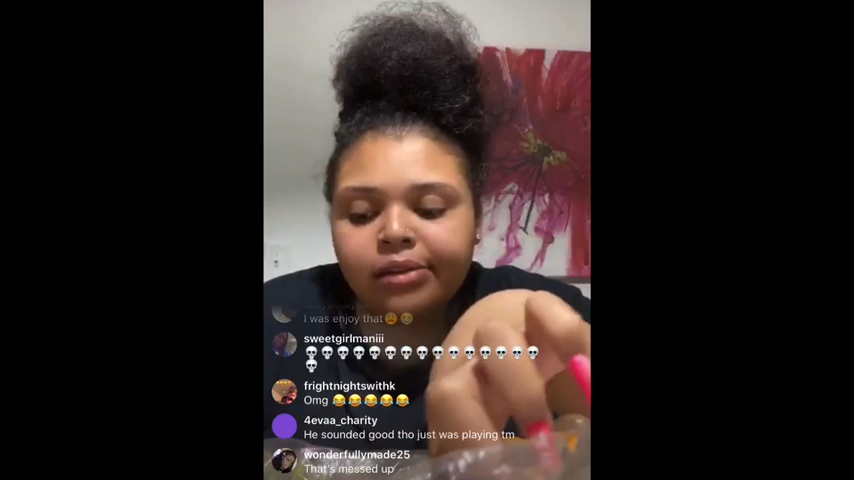 I was enjoy that😩😭
sweetgirlmaniii
💀💀💀💀💀💀💀💀💀💀💀💀💀💀💀
💀
frightnightswithk
Omg 😂😂😂😂😂
4evaa_charity
He sounded good tho just was playing tm
wonderfullymade25
That's messed up